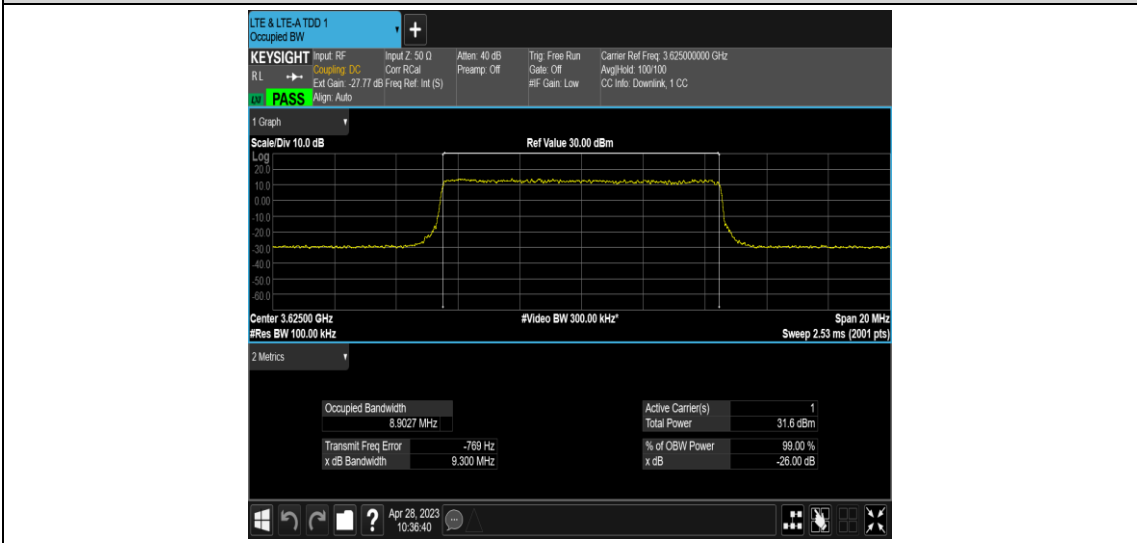 LTE & LTE-A TDD 1
Occupied BW
KEYSIGHT
R L
LXI
PASS
Input: RF
Coupling: DC
Ext Gain: -27.77 dB
Align: Auto
Input Z: 50 Ω
Corr RCal
Freq Ref: Int (S)
Atten: 40 dB
Preamp: Off
Trig: Free Run
Gate: Off
#IF Gain: Low
Carrier Ref Freq: 3.625000000 GHz
Avg|Hold: 100/100
CC Info: Downlink, 1 CC
1 Graph
Scale/Div 10.0 dB
Ref Value 30.00 dBm
Log
20.0
10.0
0.00
-10.0
-20.0
-30.0
-40.0
-50.0
-60.0
Center 3.62500 GHz
#Video BW 300.00 kHz*
Span 20 MHz
#Res BW 100.00 kHz
Sweep 2.53 ms (2001 pts)
2 Metrics
Occupied Bandwidth
8.9027 MHz
Transmit Freq Error -769 Hz
x dB Bandwidth 9.300 MHz
Active Carrier(s) 1
Total Power 31.6 dBm
% of OBW Power 99.00 %
x dB -26.00 dB
?
Apr 28, 2023
10:36:40